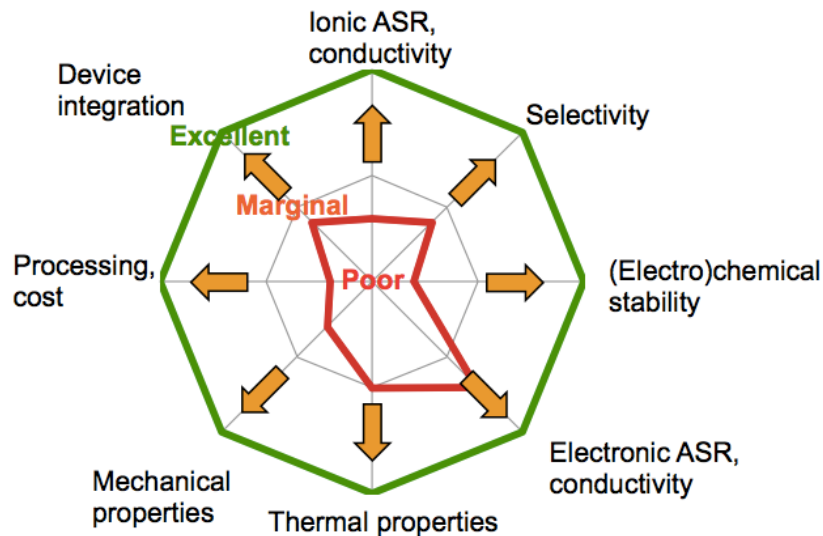 Ionic ASR,
conductivity
Device
integration
Selectivity
Excellent
Marginal
Processing,
cost
Poor
(Electro)chemical
stability
Electronic ASR,
conductivity
Mechanical
properties
Thermal properties